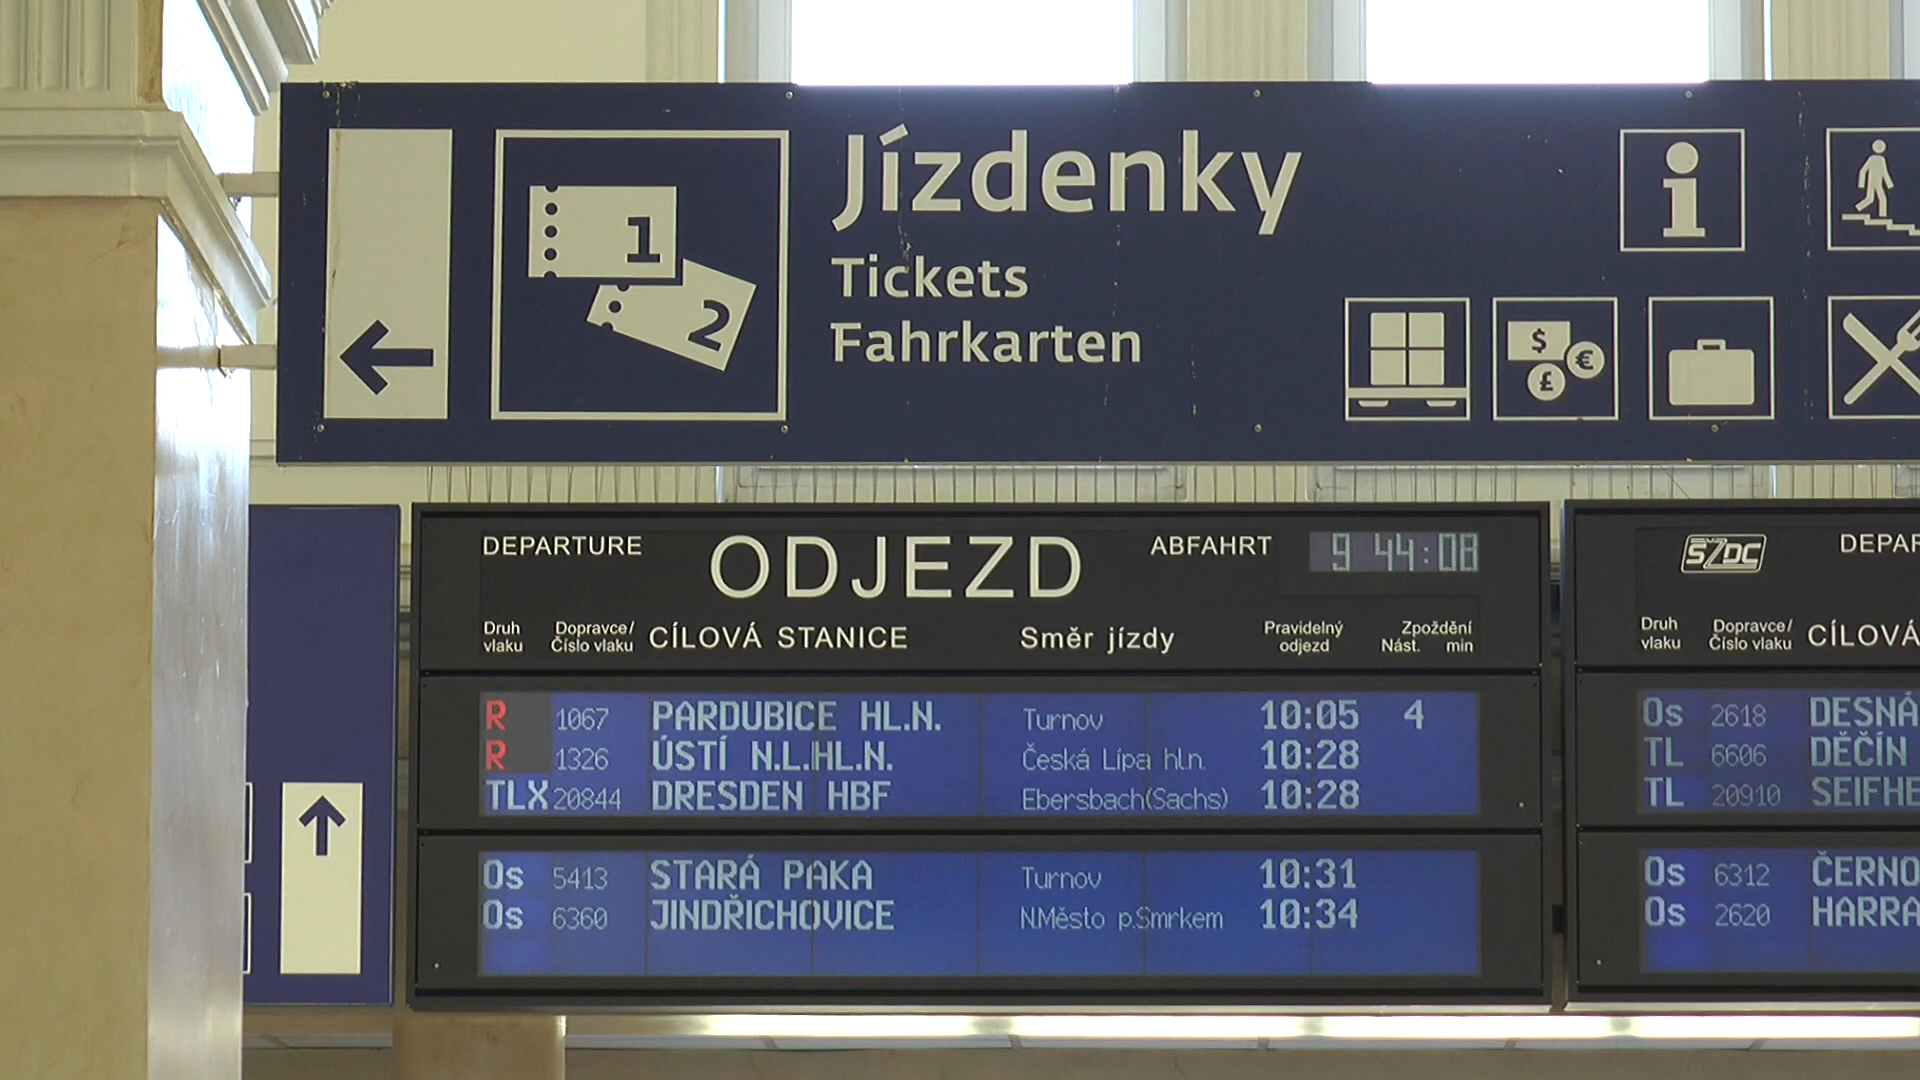 Jízdenky
Tickets
Fahrkarten
1
2
$
€
£
DEPARTURE ODJEZD ABFAHRT 9 44:08
Druh vlaku Dopravce/ Číslo vlaku CÍLOVÁ STANICE Směr jízdy Pravidelný odjezd Nást. Zpoždění min
R 1067 PARDUBICE HL.N. Turnov 10:05 4
R 1326 ÚSTÍ N.L.HL.N. Česká Lípa hl.n. 10:28
TLX 20844 DRESDEN HBF Ebersbach(Sachs) 10:28
Os 5413 STARÁ PAKA Turnov 10:31
Os 6360 JINDŘICHOVICE N.Město p.Smrkem 10:34
SŽDC DEPAR
Druh vlaku Dopravce/ Číslo vlaku CÍLOVÁ
Os 2618 DESNÁ
TL 6606 DĚČÍN
TL 20910 SEIFHE
Os 6312 ČERNO
Os 2620 HARRA